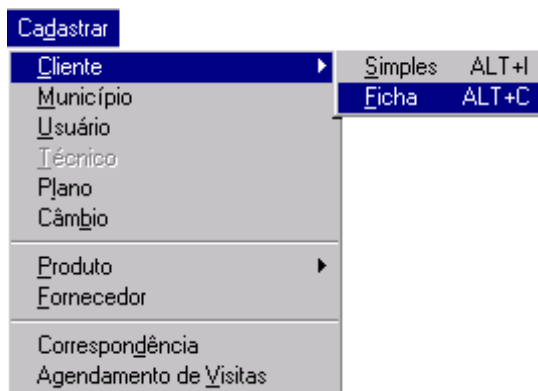 Cadastrar
Cliente
Simples ALT+I
Município
Ficha ALT+C
Usuário
Técnico
Plano
Câmbio
Produto
Fornecedor
Correspondência
Agendamento de Visitas